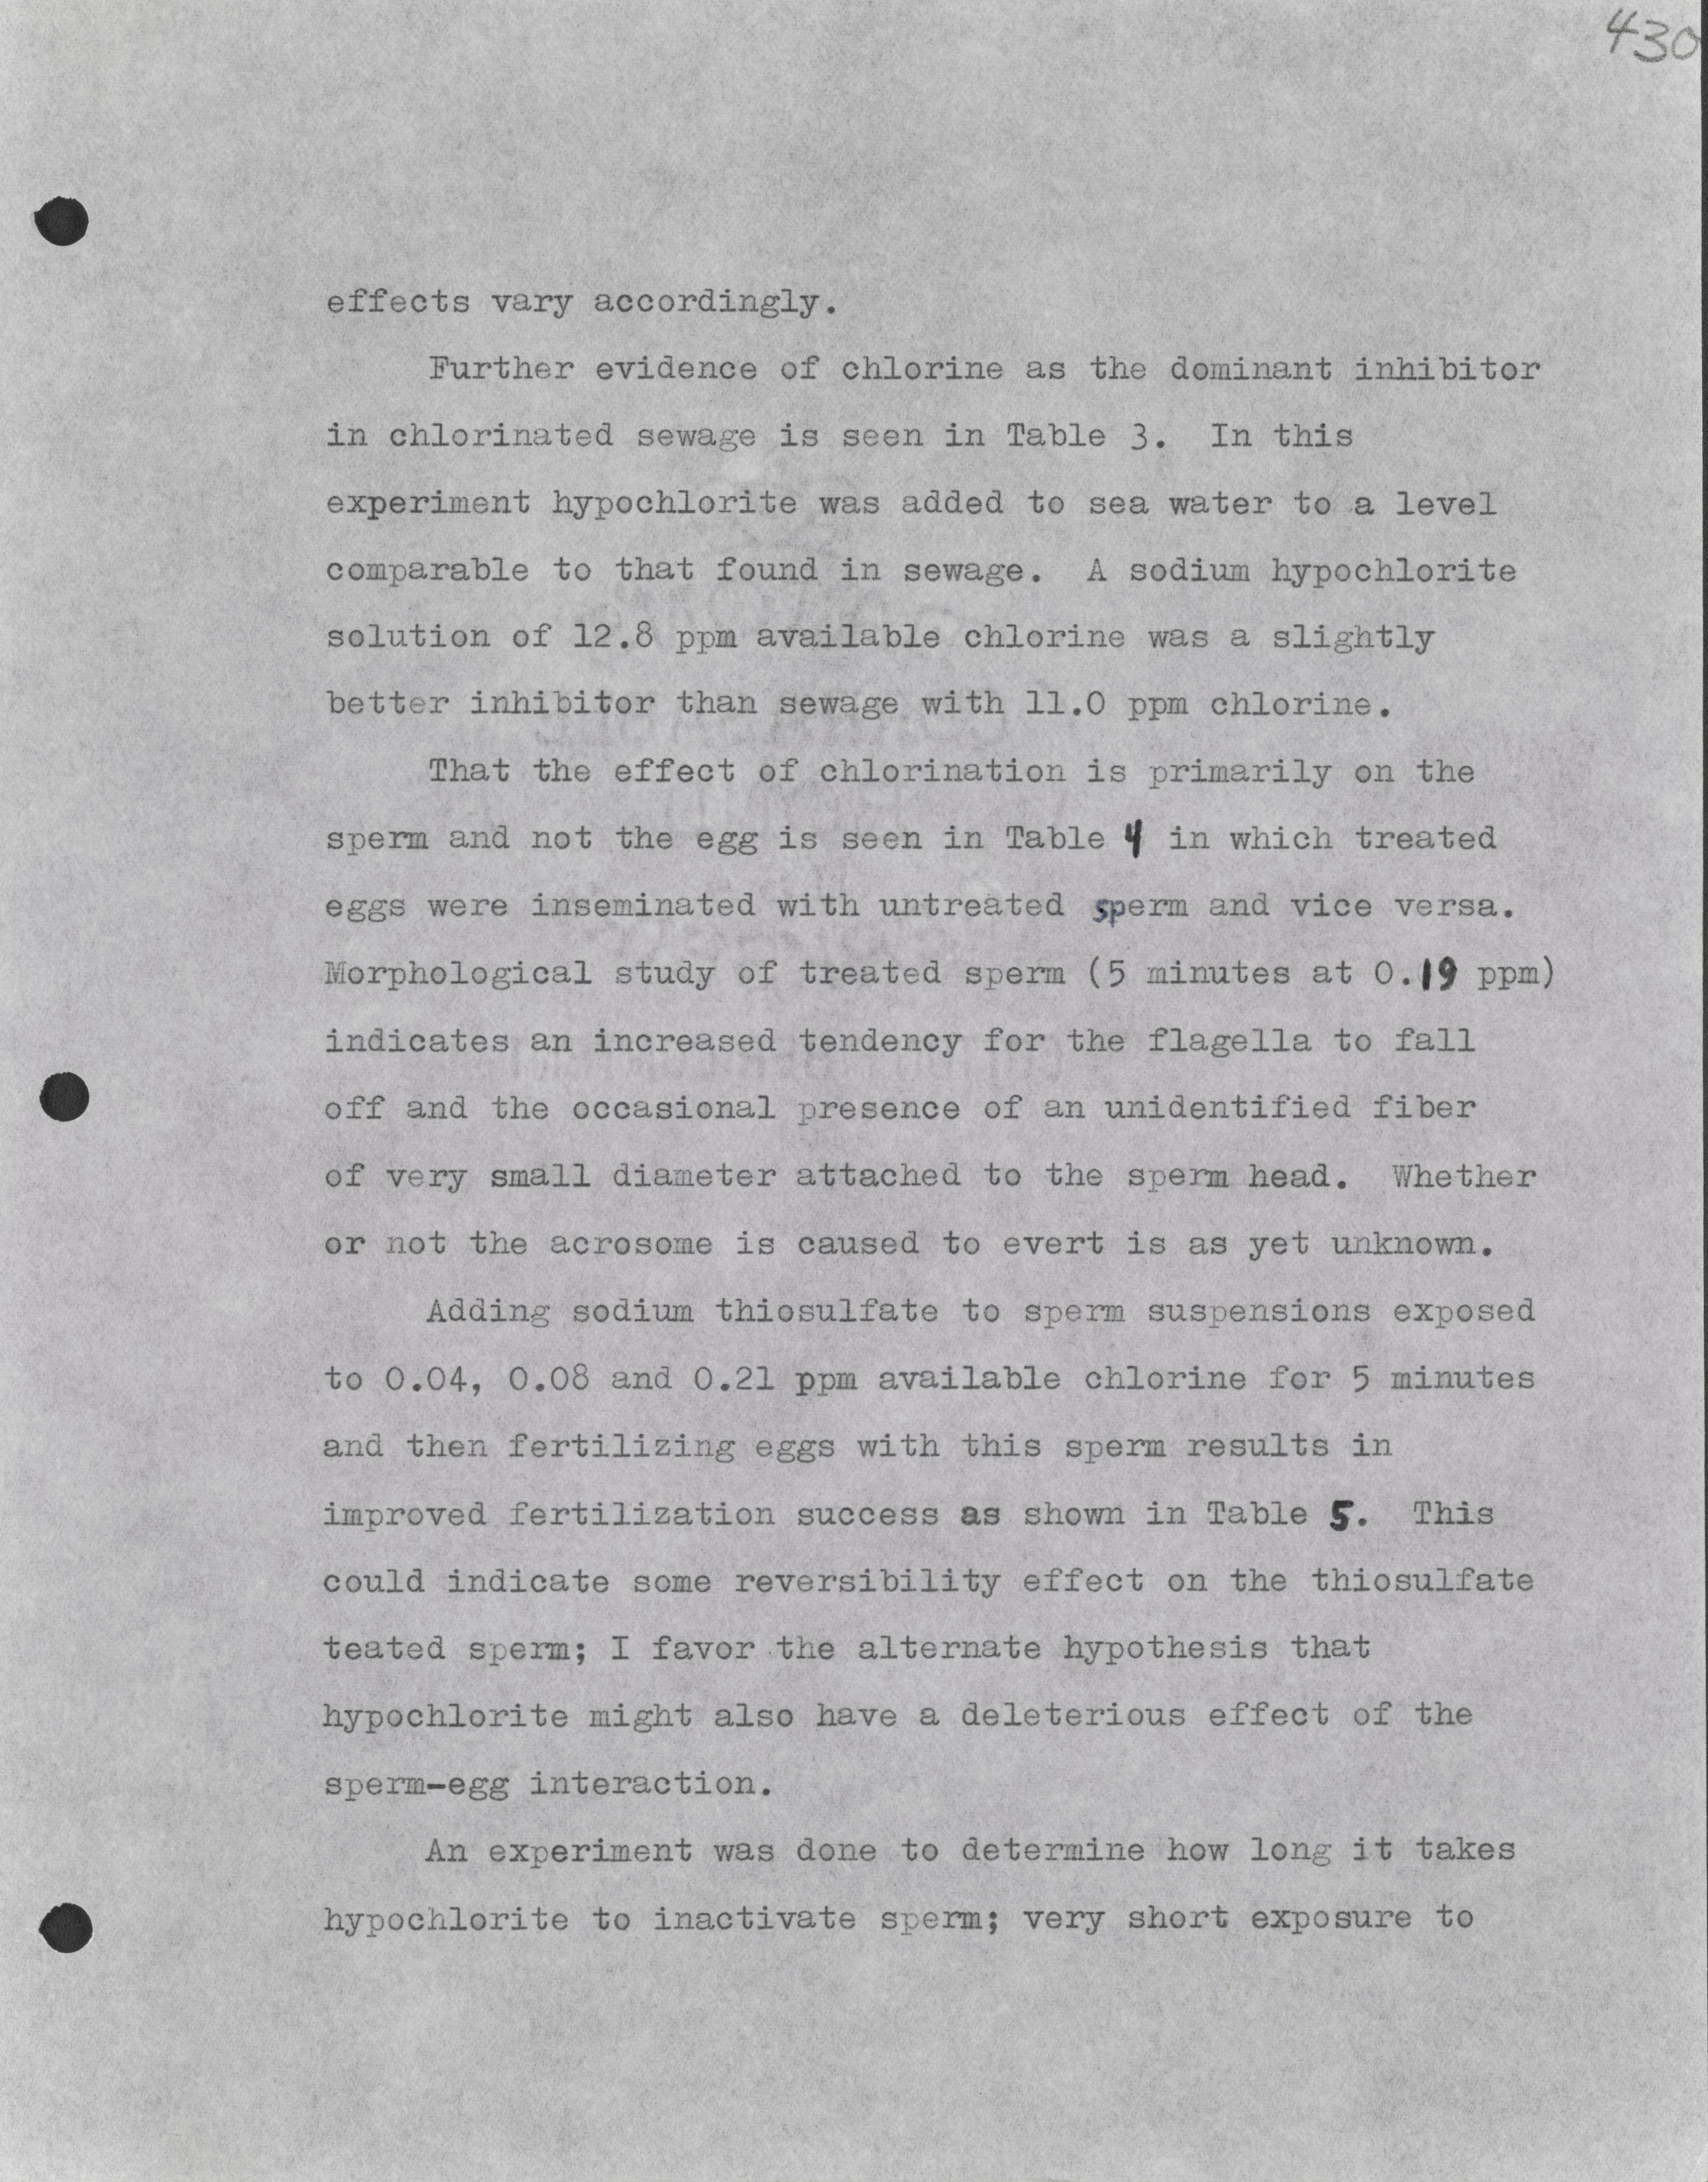 430
effects vary accordingly.
Further evidence of chlorine as the dominant inhibitor
in chlorinated sewage is seen in Table 3. In this
experiment hypochlorite was added to sea water to a level
comparable to that found in sewage. A sodium hypochlorite
solution of 12.8 ppm available chlorine was a slightly
better inhibitor than sewage with 11.0 ppm chlorine.
That the effect of chlorination is primarily on the
sperm and not the egg is seen in Table 4 in which treated
eggs were inseminated with untreated sperm and vice versa.
Morphological study of treated sperm (5 minutes at 0.19 ppm)
indicates an increased tendency for the flagella to fall
off and the occasional presence of an unidentified fiber
of very small diameter attached to the sperm head. Whether
or not the acrosome is caused to evert is as yet unknown.
Adding sodium thiosulfate to sperm suspensions exposed
to 0.04, 0.08 and 0.21 ppm available chlorine for 5 minutes
and then fertilizing eggs with this sperm results in
improved fertilization success as shown in Table 5. This
could indicate some reversibility effect on the thiosulfate
teated sperm; I favor the alternate hypothesis that
hypochlorite might also have a deleterious effect of the
sperm-egg interaction.
An experiment was done to determine how long it takes
hypochlorite to inactivate sperm; very short exposure to